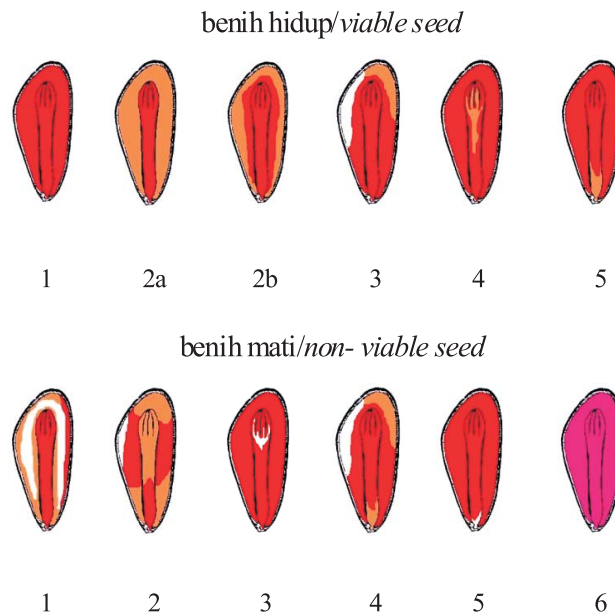 benih hidup/viable seed
1 2a 2b 3 4 5
benih mati/non- viable seed
1 2 3 4 5 6